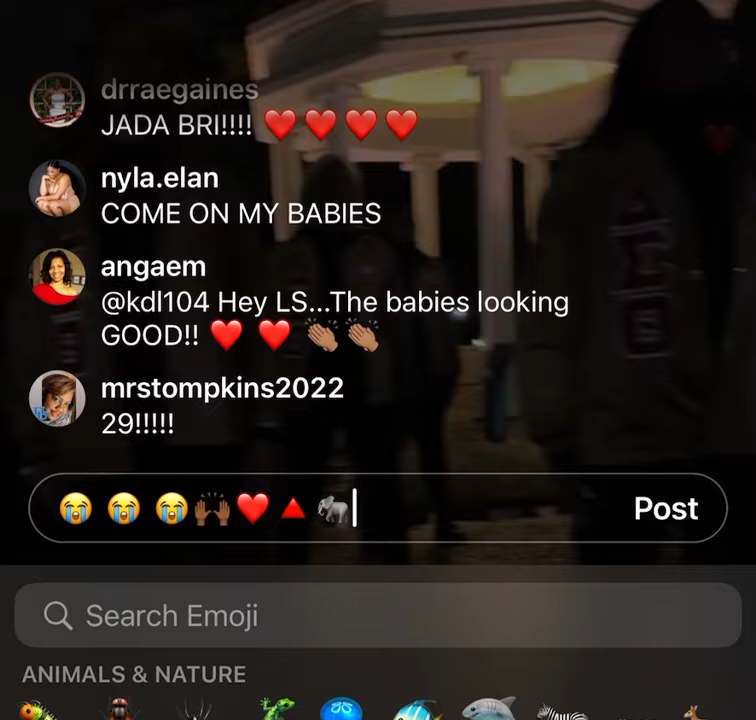 drraegaines
JADA BRI!!!! ❤️ ❤️ ❤️ ❤️
nyla.elan
COME ON MY BABIES
angaem
@kdl104 Hey LS...The babies looking
GOOD!! ❤️ ❤️ 👏🏽 👏🏽
mrstompkins2022
29!!!!!
😭 😭 😭 🙌🏾 ❤️ 🔺 🐘 Post
Search Emoji
ANIMALS & NATURE
ΔΣΘ